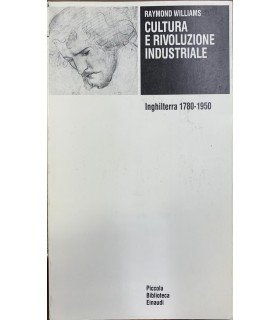 RAYMOND WILLIAMS
CULTURA
E RIVOLUZIONE
INDUSTRIALE
Inghilterra 1780-1950
Piccola
Biblioteca
Einaudi